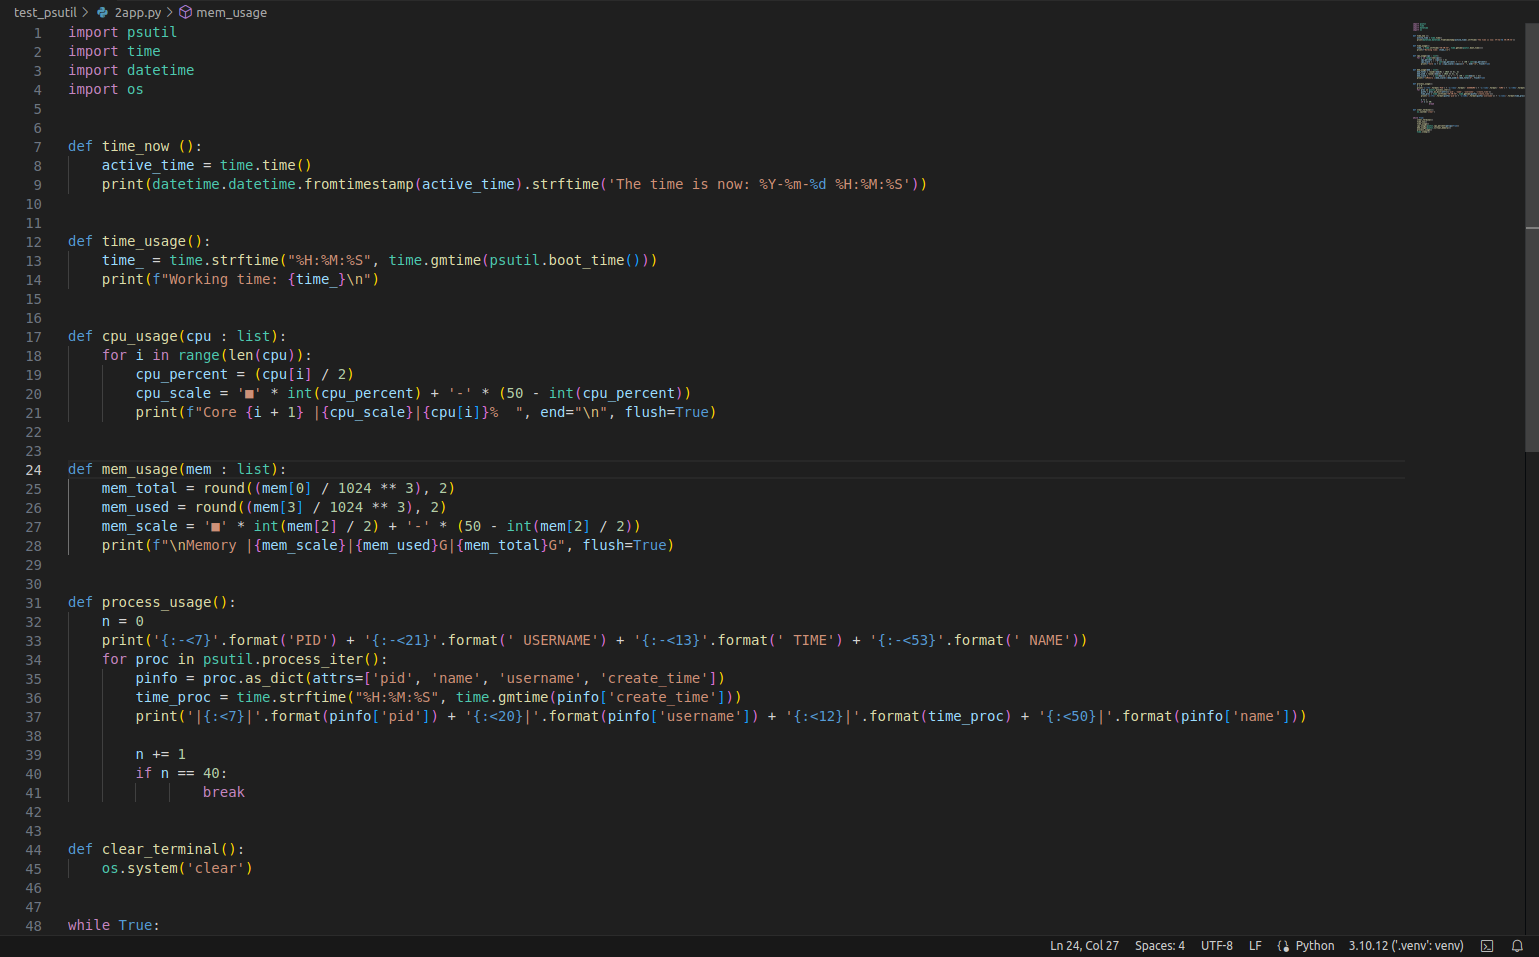 test_psutil > 2app.py > mem_usage
1 import psutil
2 import time
3 import datetime
4 import os
5
6
7 def time_now ():
8     active_time = time.time()
9     print(datetime.datetime.fromtimestamp(active_time).strftime('The time is now: %Y-%m-%d %H:%M:%S'))
10
11
12 def time_usage():
13     time_ = time.strftime("%H:%M:%S", time.gmtime(psutil.boot_time()))
14     print(f"Working time: {time_}\n")
15
16
17 def cpu_usage(cpu : list):
18     for i in range(len(cpu)):
19         cpu_percent = (cpu[i] / 2)
20         cpu_scale = '■' * int(cpu_percent) + '-' * (50 - int(cpu_percent))
21         print(f"Core {i + 1} |{cpu_scale}|{cpu[i]}%  ", end="\n", flush=True)
22
23
24 def mem_usage(mem : list):
25     mem_total = round((mem[0] / 1024 ** 3), 2)
26     mem_used = round((mem[3] / 1024 ** 3), 2)
27     mem_scale = '■' * int(mem[2] / 2) + '-' * (50 - int(mem[2] / 2))
28     print(f"\nMemory |{mem_scale}|{mem_used}G|{mem_total}G", flush=True)
29
30
31 def process_usage():
32     n = 0
33     print('{:-<7}'.format('PID') + '{:-<21}'.format(' USERNAME') + '{:-<13}'.format(' TIME') + '{:-<53}'.format(' NAME'))
34     for proc in psutil.process_iter():
35         pinfo = proc.as_dict(attrs=['pid', 'name', 'username', 'create_time'])
36         time_proc = time.strftime("%H:%M:%S", time.gmtime(pinfo['create_time']))
37         print('|{:<7}|'.format(pinfo['pid']) + '{:<20}|'.format(pinfo['username']) + '{:<12}|'.format(time_proc) + '{:<50}|'.format(pinfo['name']))
38
39         n += 1
40         if n == 40:
41                 break
42
43
44 def clear_terminal():
45     os.system('clear')
46
47
48 while True:
Ln 24, Col 27 Spaces: 4 UTF-8 LF Python 3.10.12 ('.venv': venv)